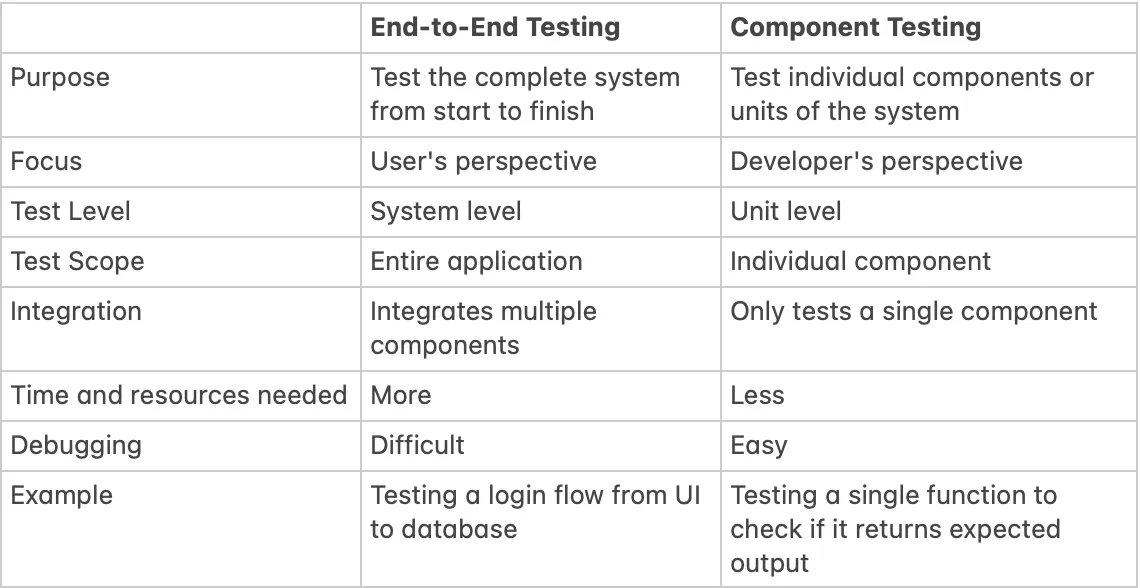 End-to-End Testing Component Testing
Purpose Test the complete system Test individual components or
from start to finish units of the system
Focus User's perspective Developer's perspective
Test Level System level Unit level
Test Scope Entire application Individual component
Integration Integrates multiple Only tests a single component
components
Time and resources needed More Less
Debugging Difficult Easy
Example Testing a login flow from UI Testing a single function to
to database check if it returns expected
output